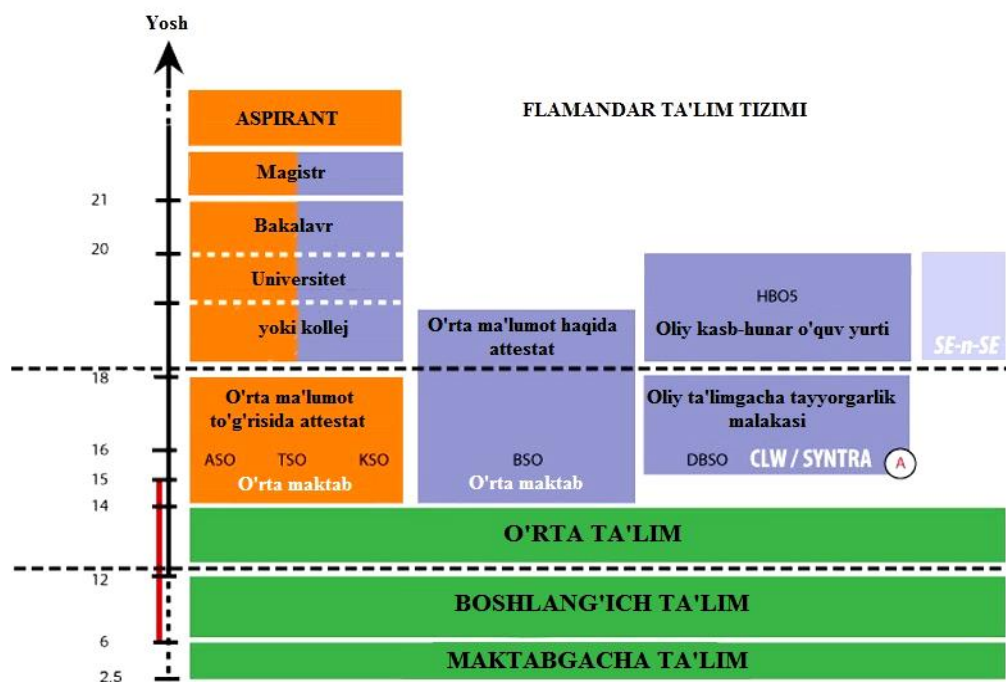 Yosh
FLAMANDAR TA'LIM TIZIMI
ASPIRANT
Magistr
21
Bakalavr
20
Universitet
HBO5
yoki kollej
O'rta ma'lumot haqida
attestat
Oliy kasb-hunar o'quv yurti
SE-n-SE
18
O'rta ma'lumot
to'g'risida attestat
Oliy ta'limgacha tayyorgarlik
malakasi
16
ASO TSO KSO
BSO
DBSO CLW / SYNTRA A
15
O'rta maktab
O'rta maktab
14
O'RTA TA'LIM
12
BOSHLANG'ICH TA'LIM
6
MAKTABGACHA TA'LIM
2.5